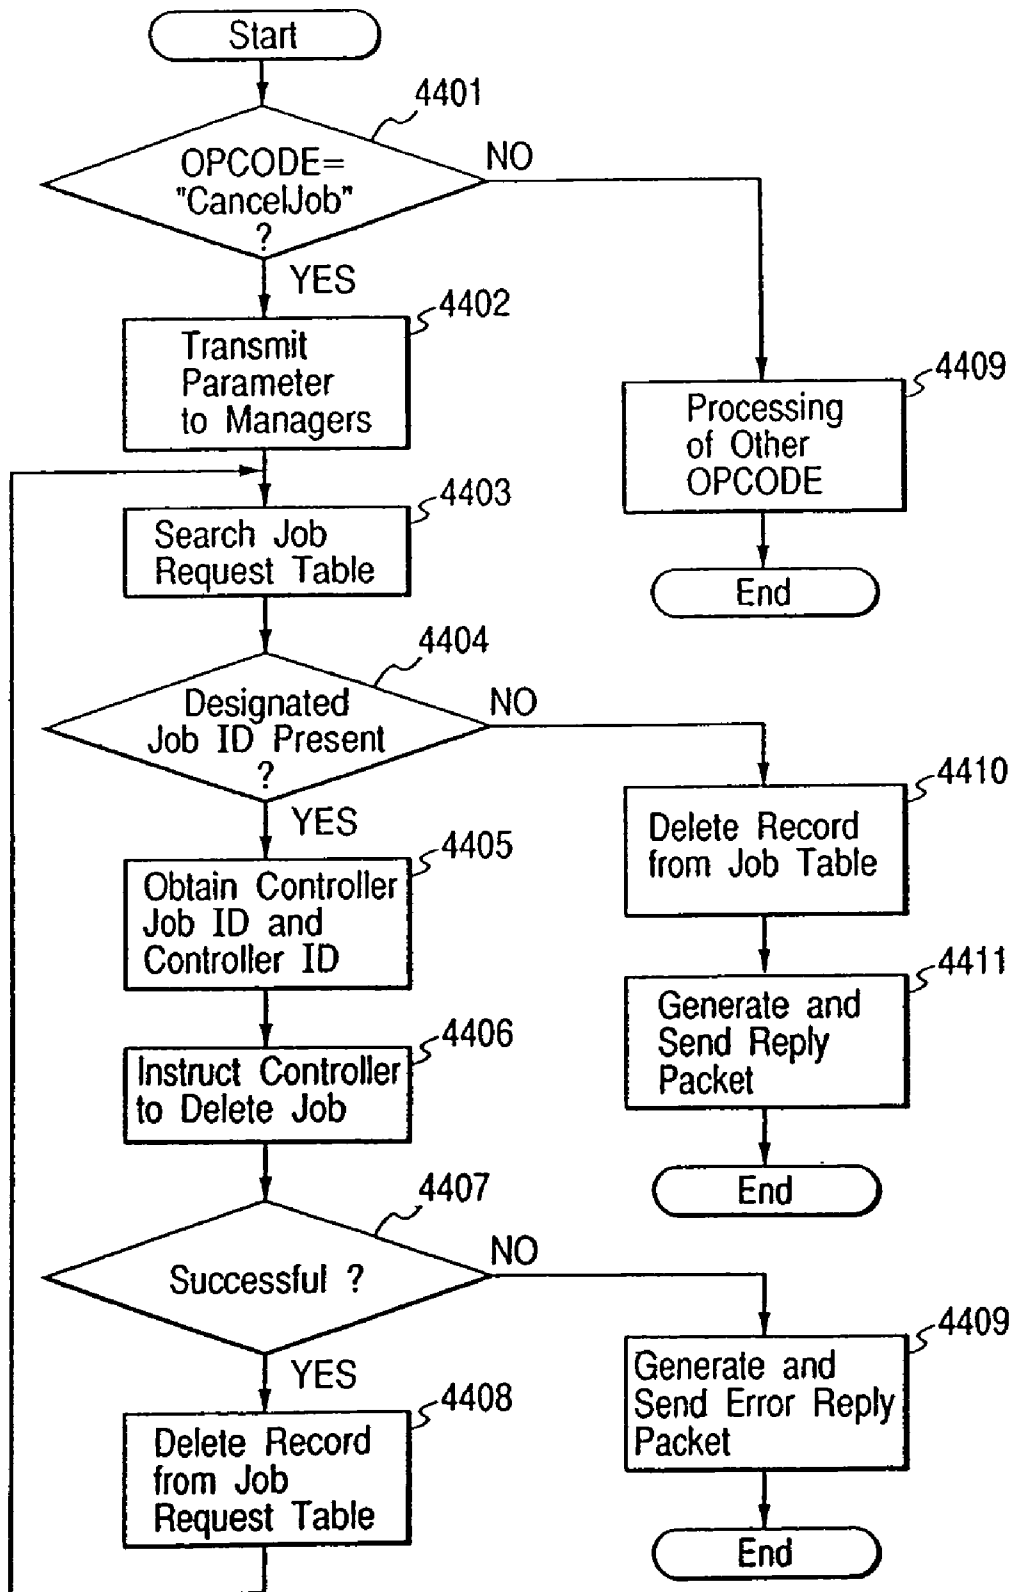 Start
4401
OPCODE=
"CancelJob"
?
NO
YES
4402
Transmit
Parameter
to Managers
4409
Processing
of Other
OPCODE
End
4403
Search Job
Request Table
4404
Designated
Job ID Present
?
NO
YES
4405
Obtain Controller
Job ID and
Controller ID
4410
Delete Record
from Job Table
4411
Generate and
Send Reply
Packet
End
4406
Instruct Controller
to Delete Job
4407
Successful ?
NO
YES
4408
Delete Record
from Job
Request Table
4409
Generate and
Send Error Reply
Packet
End